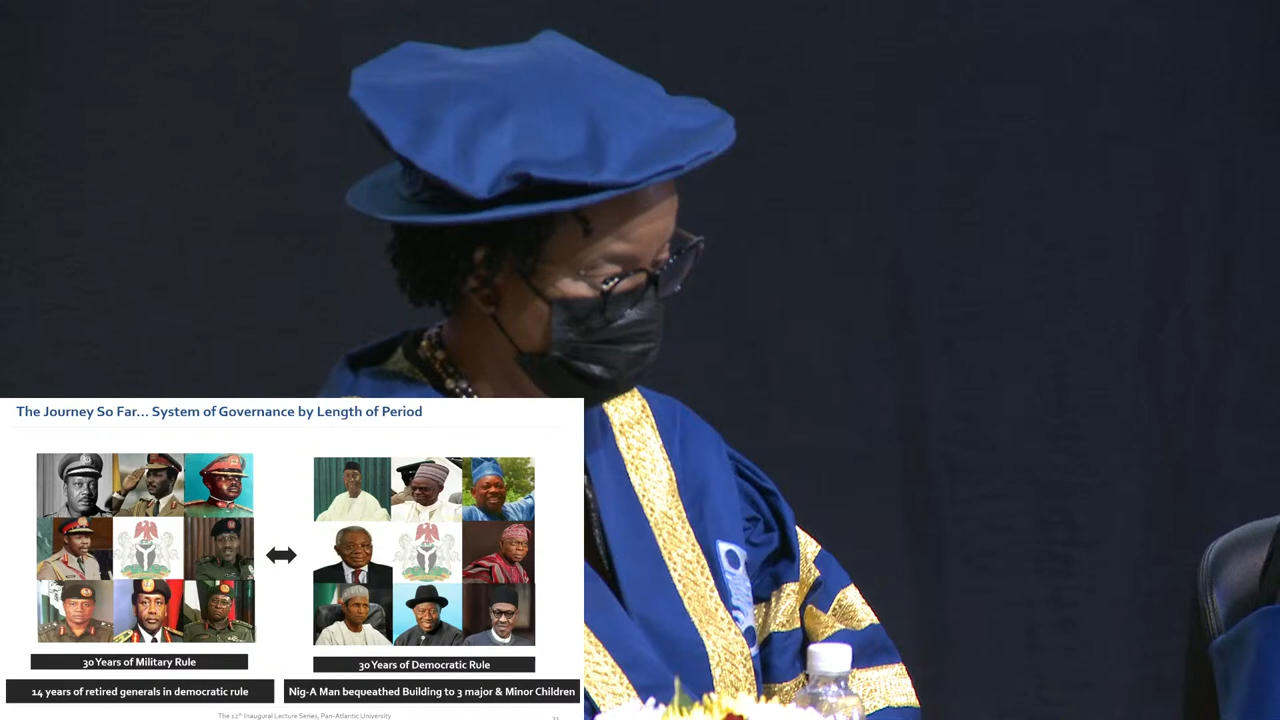 The Journey So Far... System of Governance by Length of Period
30 Years of Military Rule
30 Years of Democratic Rule
14 years of retired generals in democratic rule
Nig-A Man bequeathed Building to 3 major & Minor Children
The 12th Inaugural Lecture Series, Pan-Atlantic University